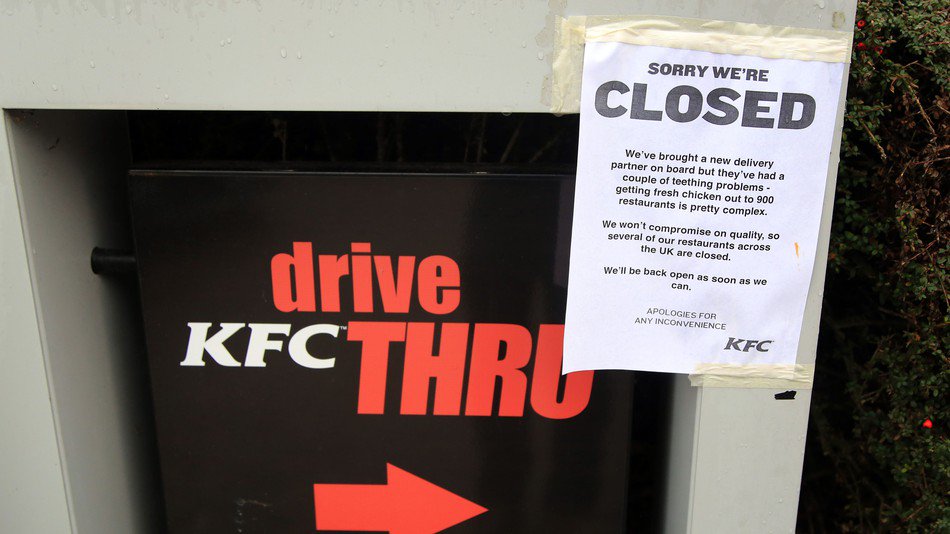 SORRY WE'RE
CLOSED
We've brought a new delivery
partner on board but they've had a
couple of teething problems -
getting fresh chicken out to 900
restaurants is pretty complex.
We won't compromise on quality, so
several of our restaurants across
the UK are closed.
We'll be back open as soon as we
can.
APOLOGIES FOR
ANY INCONVENIENCE
KFC
drive
KFC™ THRU